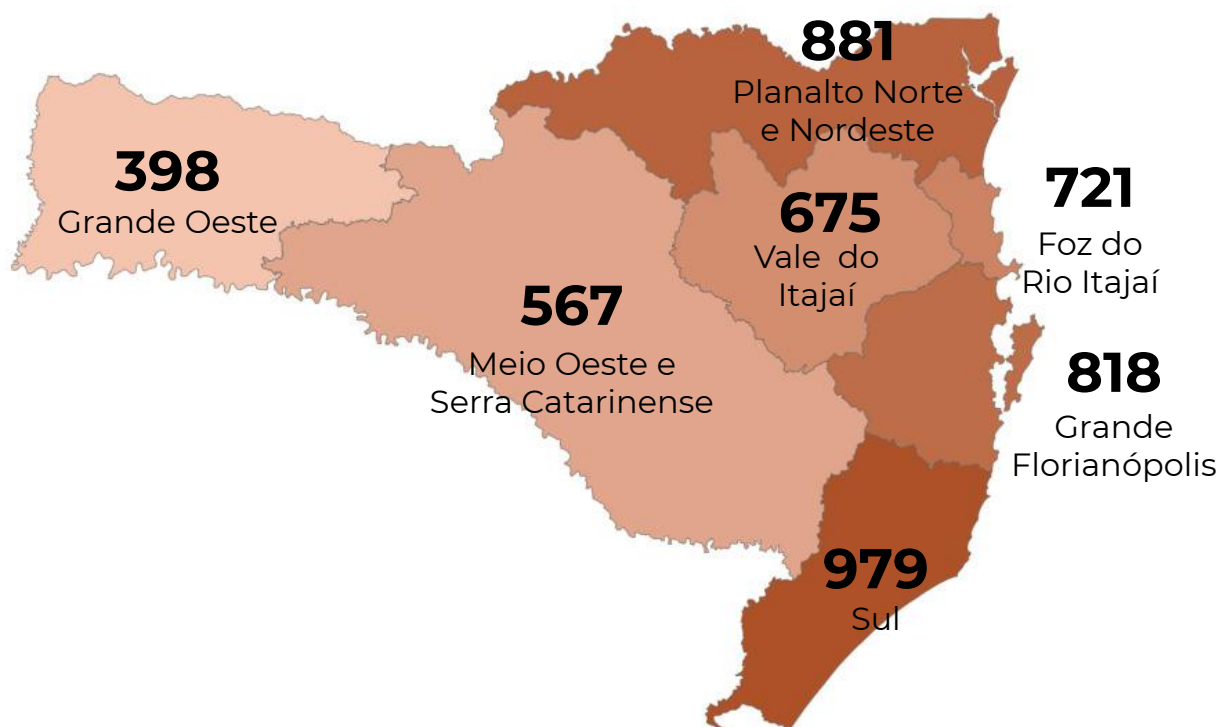 881
Planalto Norte
e Nordeste
398
Grande Oeste
675
Vale do
Itajaí
721
Foz do
Rio Itajaí
567
Meio Oeste e
Serra Catarinense
818
Grande
Florianópolis
979
Sul